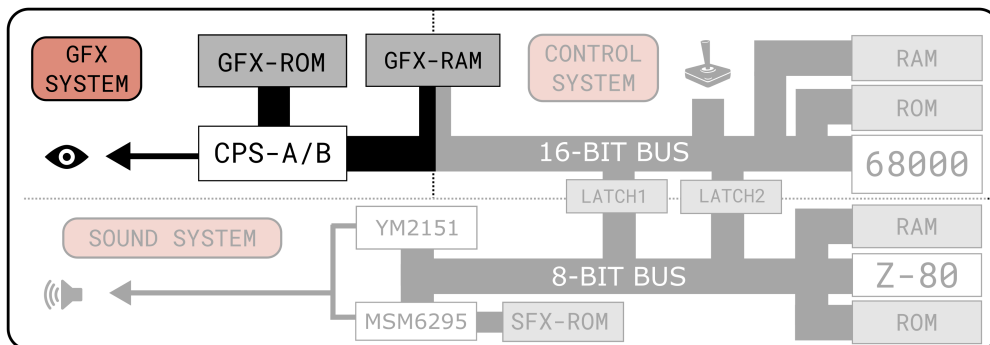 GFX
SYSTEM
GFX-ROM
GFX-RAM
CONTROL
SYSTEM
RAM
ROM
CPS-A/B
16-BIT BUS
68000
LATCH1
LATCH2
SOUND SYSTEM
YM2151
RAM
8-BIT BUS
Z-80
MSM6295
SFX-ROM
ROM